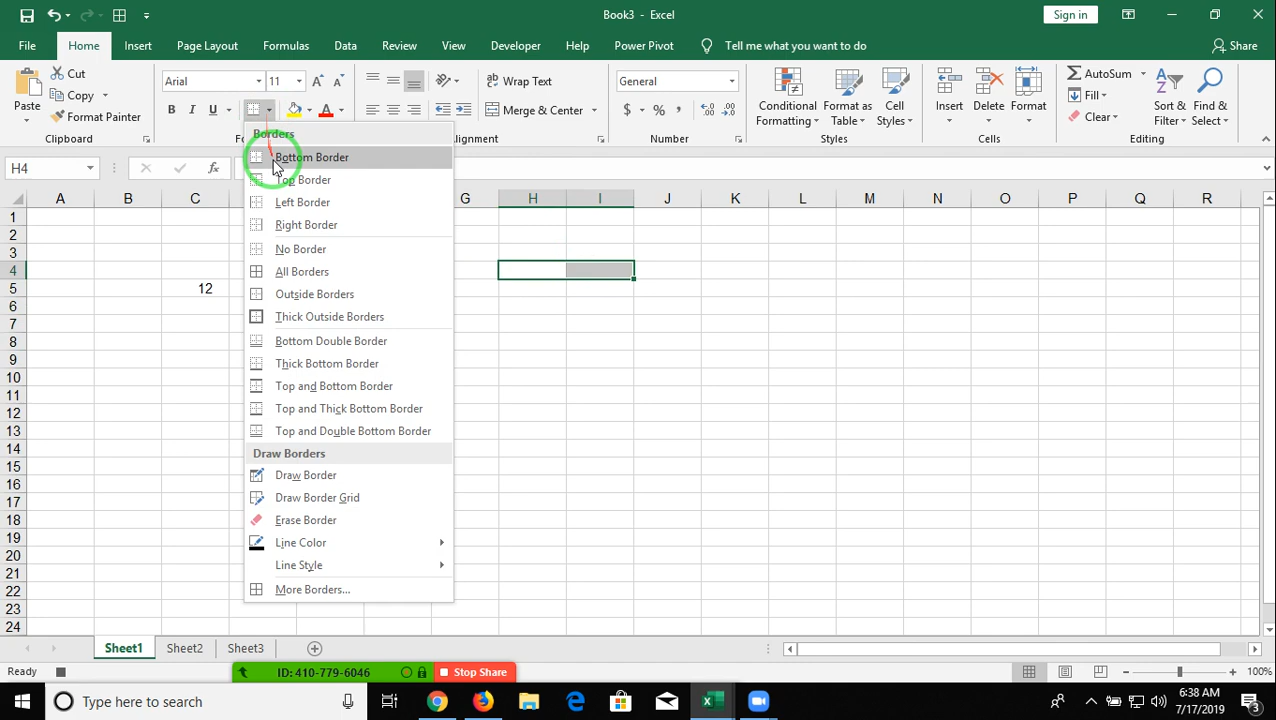 Book3 - Excel
Sign in
File Home Insert Page Layout Formulas Data Review View Developer Help Power Pivot Tell me what you want to do Share
Paste
Cut
Copy
Format Painter
Clipboard
Arial 11
B I U
Wrap Text
Merge & Center
Alignment
General
$ % ,
Number
Conditional Formatting
Format as Table
Cell Styles
Styles
Insert
Delete
Format
Cells
AutoSum
Fill
Clear
Sort & Filter
Find & Select
Editing
H4
fx
Borders
Bottom Border
Top Border
Left Border
Right Border
No Border
All Borders
Outside Borders
Thick Outside Borders
Bottom Double Border
Thick Bottom Border
Top and Bottom Border
Top and Thick Bottom Border
Top and Double Bottom Border
Draw Borders
Draw Border
Draw Border Grid
Erase Border
Line Color
Line Style
More Borders...
A B C G H I J K L M N O P Q R
1
2
3
4
5 12
6
7
8
9
10
11
12
13
14
15
16
17
18
19
20
21
22
23
24
Sheet1 Sheet2 Sheet3
Ready
ID: 410-779-6046
Stop Share
100%
Type here to search
6:38 AM
7/17/2019
3